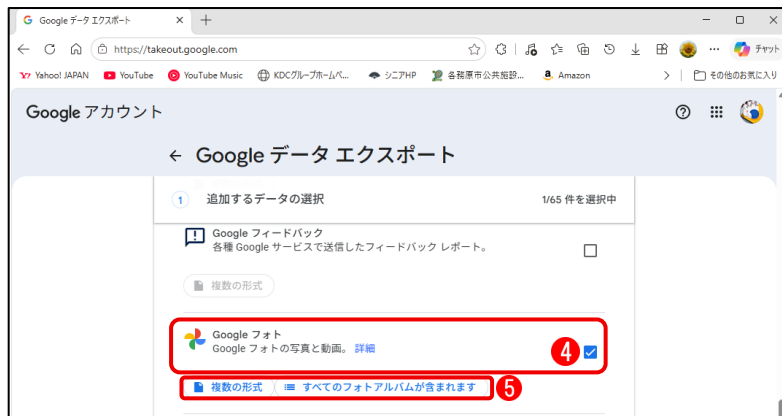 Google データ エクスポート
https://takeout.google.com
チャット
Yahoo! JAPAN
YouTube
YouTube Music
KDCグループホームペ...
シニアHP
各務原市公共施設...
Amazon
その他のお気に入り
Google アカウント
Google データ エクスポート
1
追加するデータの選択
1/65 件を選択中
Google フィードバック
各種 Google サービスで送信したフィードバック レポート。
複数の形式
Google フォト
Google フォトの写真と動画。 詳細
4
複数の形式
すべてのフォトアルバムが含まれます
5